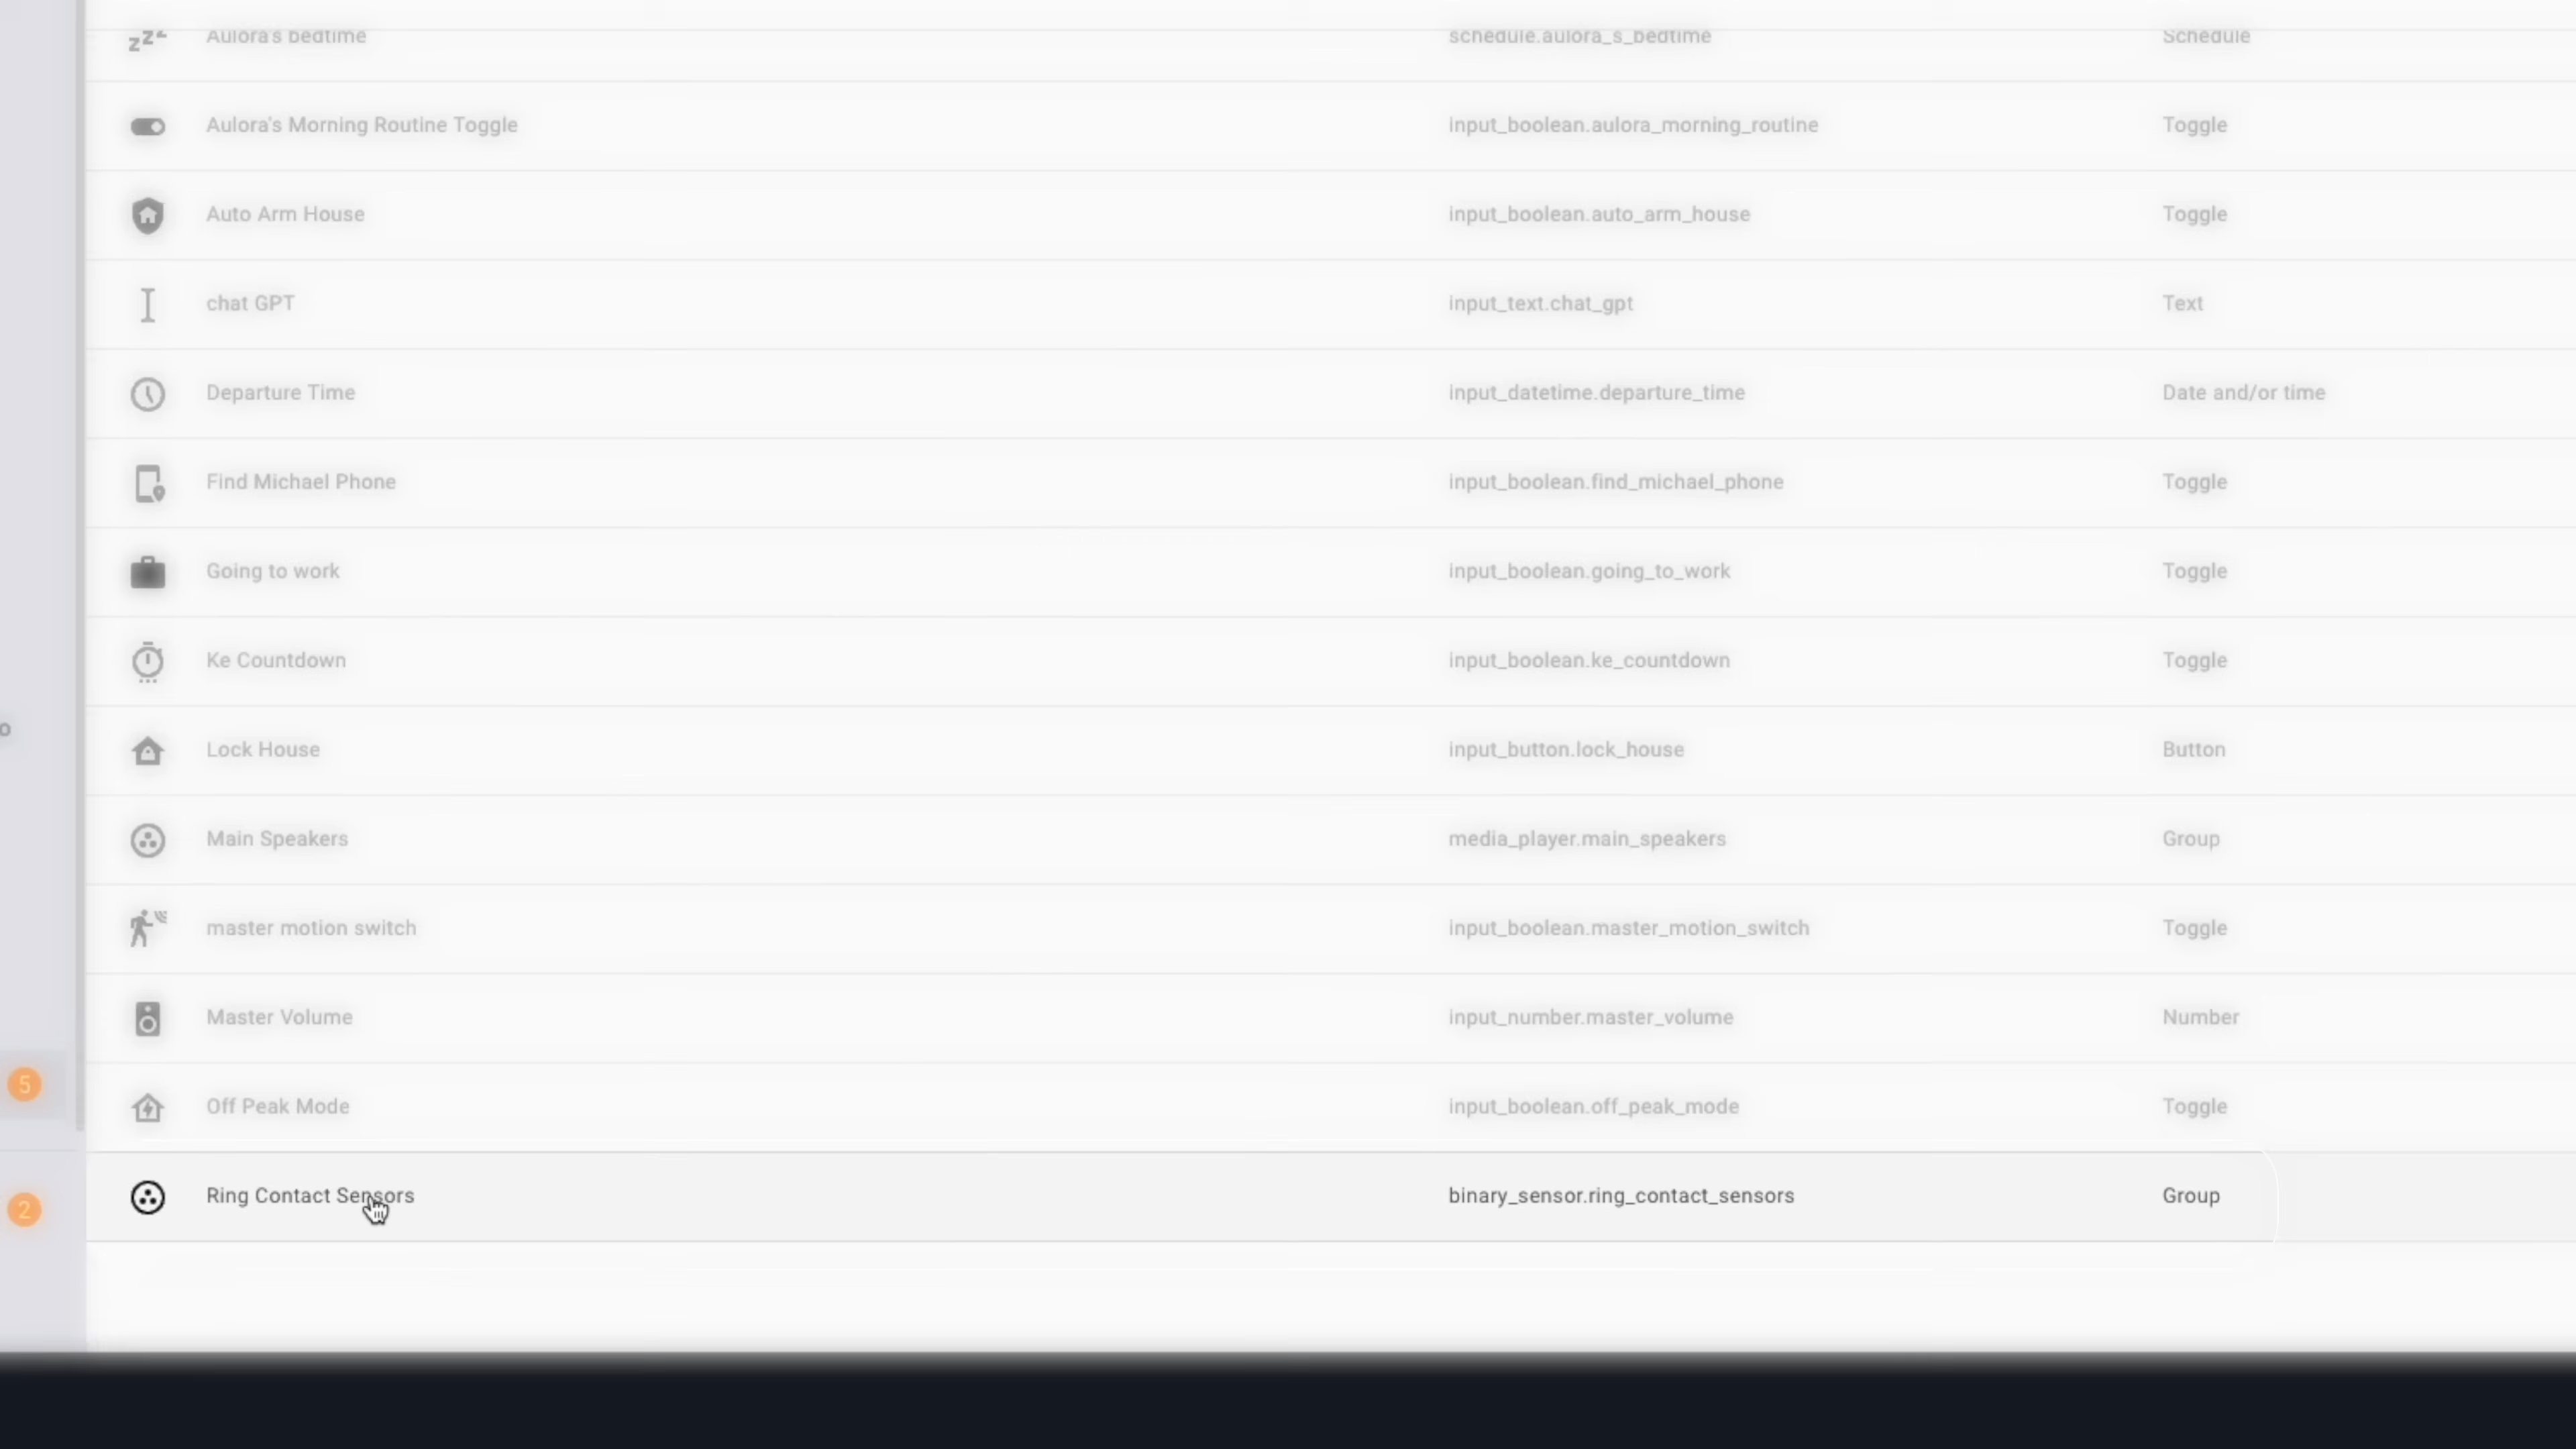 Aulora's bedtime schedule.aulora_s_bedtime Schedule
Aulora's Morning Routine Toggle input_boolean.aulora_morning_routine Toggle
Auto Arm House input_boolean.auto_arm_house Toggle
chat GPT input_text.chat_gpt Text
Departure Time input_datetime.departure_time Date and/or time
Find Michael Phone input_boolean.find_michael_phone Toggle
Going to work input_boolean.going_to_work Toggle
Ke Countdown input_boolean.ke_countdown Toggle
o
Lock House input_button.lock_house Button
Main Speakers media_player.main_speakers Group
master motion switch input_boolean.master_motion_switch Toggle
Master Volume input_number.master_volume Number
5
Off Peak Mode input_boolean.off_peak_mode Toggle
Ring Contact Sensors binary_sensor.ring_contact_sensors Group
2